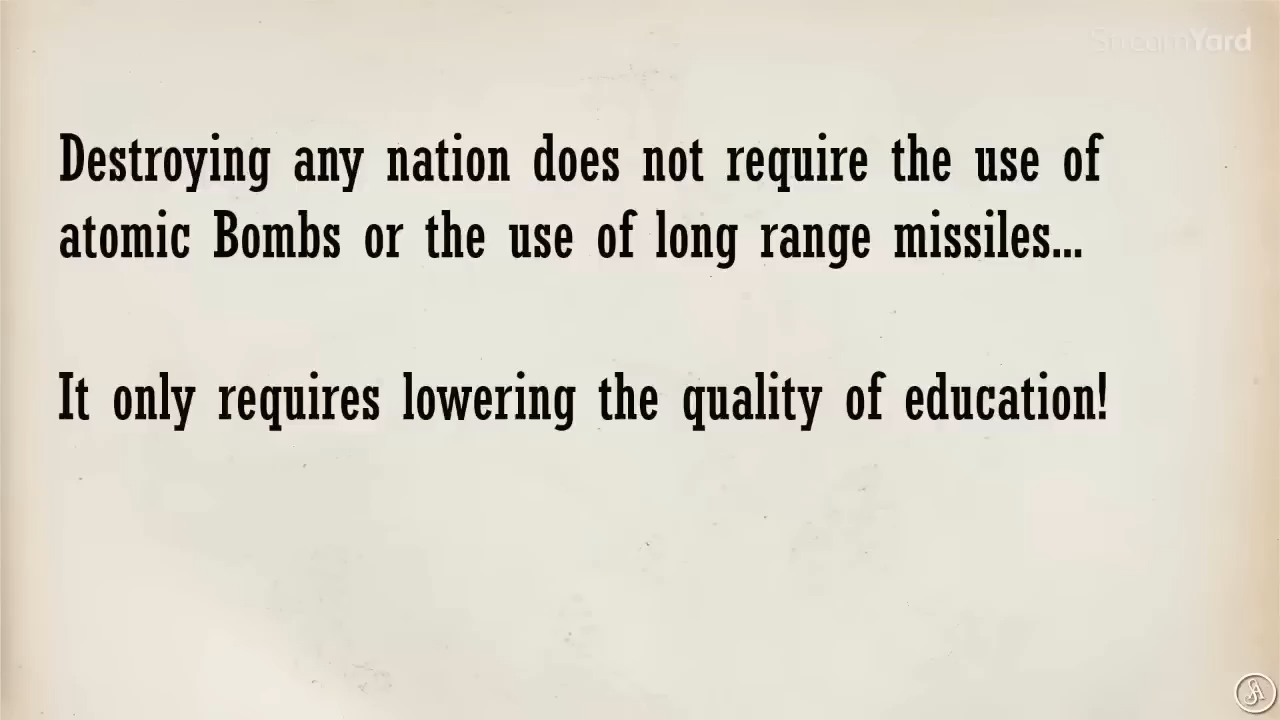 StreamYard
Destroying any nation does not require the use of
atomic Bombs or the use of long range missiles...
It only requires lowering the quality of education!